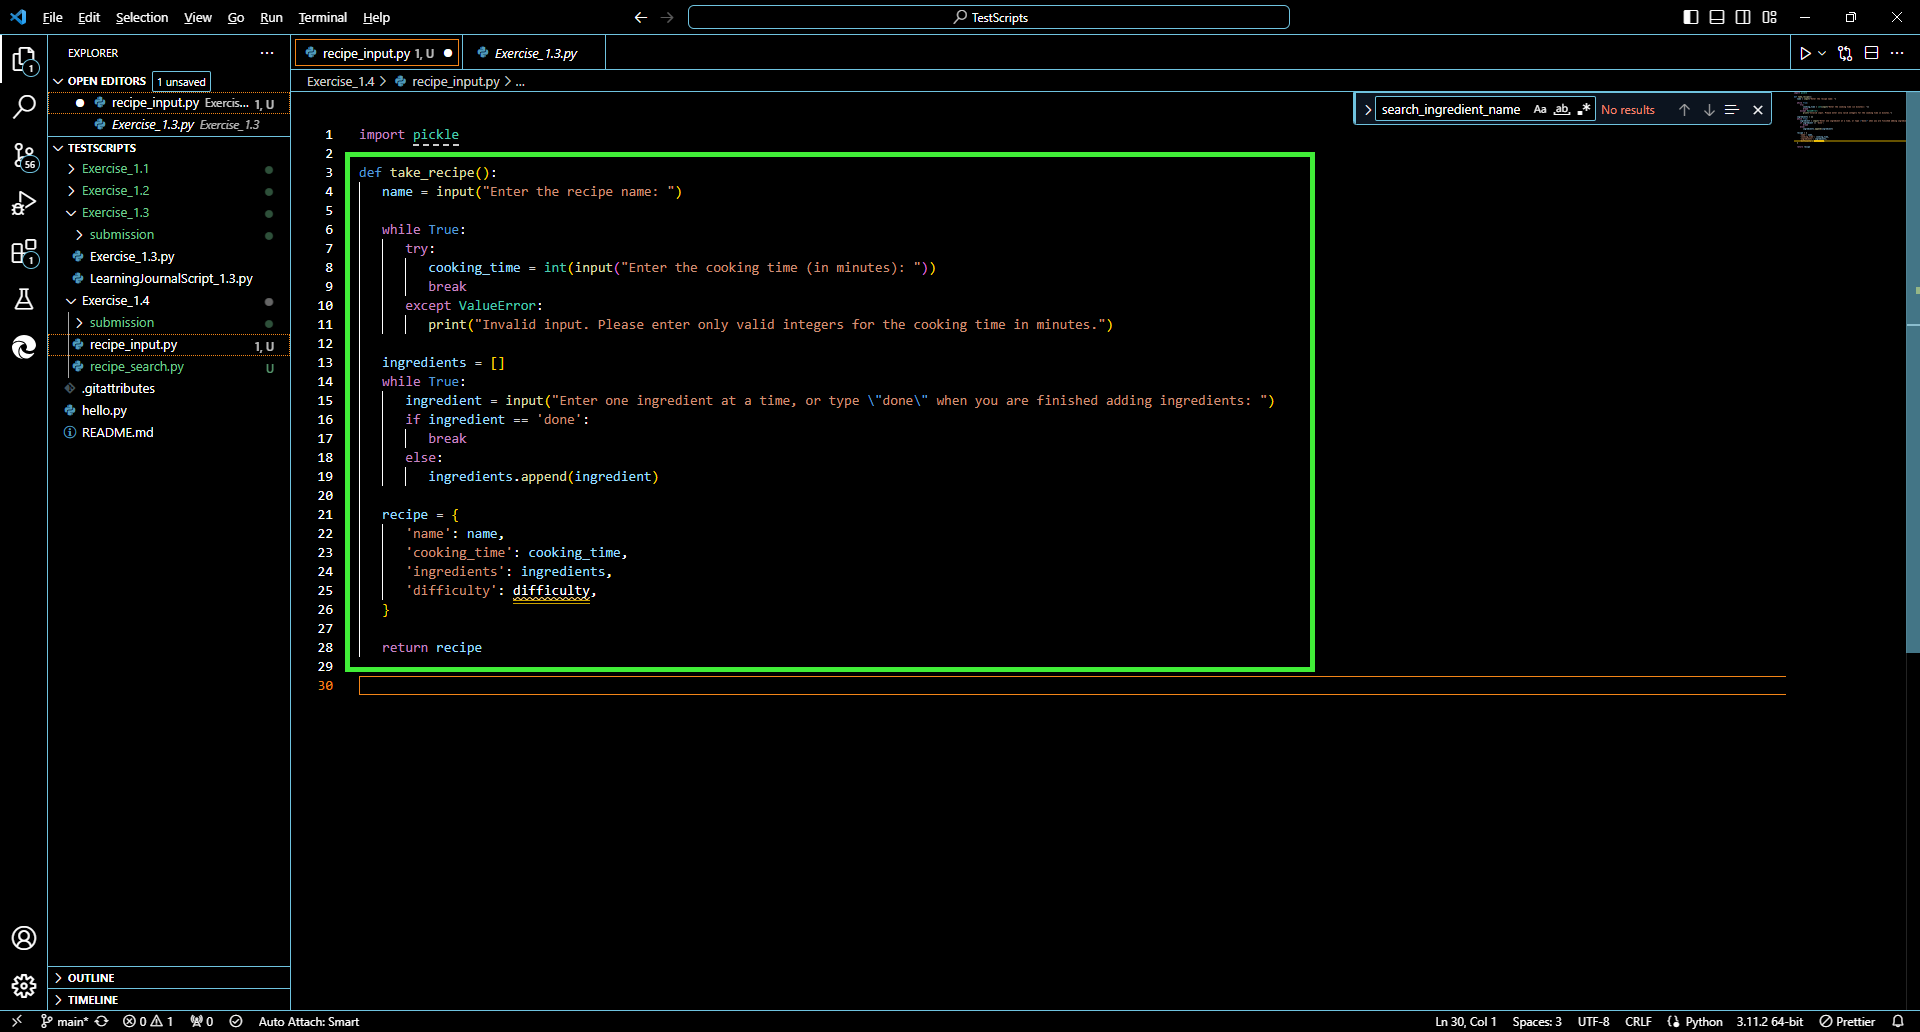 File Edit Selection View Go Run Terminal Help
TestScripts
EXPLORER
OPEN EDITORS 1 unsaved
recipe_input.py Exercis... 1, U
Exercise_1.3.py Exercise_1.3
TESTSCRIPTS
Exercise_1.1
Exercise_1.2
Exercise_1.3
submission
Exercise_1.3.py
LearningJournalScript_1.3.py
Exercise_1.4
submission
recipe_input.py 1, U
recipe_search.py U
.gitattributes
hello.py
README.md
OUTLINE
TIMELINE
1
56
1
recipe_input.py 1, U
Exercise_1.3.py
Exercise_1.4 > recipe_input.py > ...
search_ingredient_name Aa ab .* No results
1 import pickle
2
3 def take_recipe():
4 name = input("Enter the recipe name: ")
5
6 while True:
7 try:
8 cooking_time = int(input("Enter the cooking time (in minutes): "))
9 break
10 except ValueError:
11 print("Invalid input. Please enter only valid integers for the cooking time in minutes.")
12
13 ingredients = []
14 while True:
15 ingredient = input("Enter one ingredient at a time, or type \"done\" when you are finished adding ingredients: ")
16 if ingredient == 'done':
17 break
18 else:
19 ingredients.append(ingredient)
20
21 recipe = {
22 'name': name,
23 'cooking_time': cooking_time,
24 'ingredients': ingredients,
25 'difficulty': difficulty,
26 }
27
28 return recipe
29
30
main* 0 1 0 Auto Attach: Smart
Ln 30, Col 1 Spaces: 3 UTF-8 CRLF Python 3.11.2 64-bit Prettier